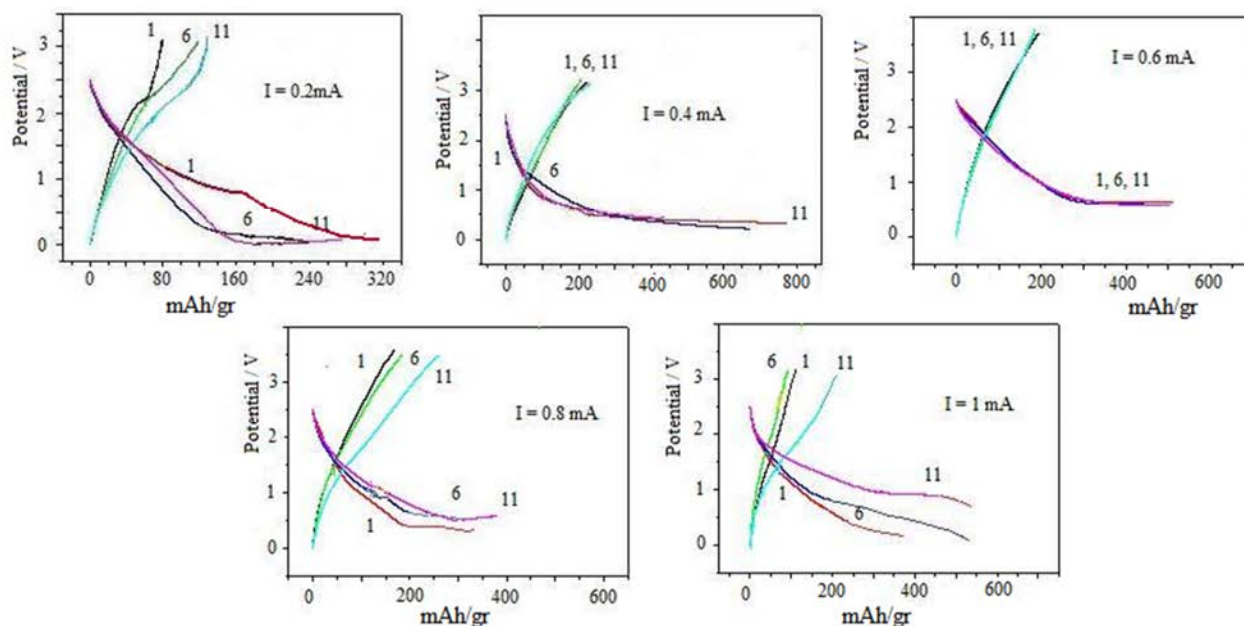 1 6 11
3
2
1
0
Potential / V
I = 0.2mA
1
6
11
0 80 160 240 320
mAh/gr
4
3
2
1
0
Potential / V
1, 6, 11
I = 0.4 mA
1
6
11
0 200 400 600 800
mAh/gr
4
3
2
1
0
Potential / V
1, 6, 11
I = 0.6 mA
1, 6, 11
0 200 400 600
mAh/gr
3
2
1
0
Potential / V
1 6
11
I = 0.8 mA
6
11
1
0 200 400 600
mAh/gr
3
2
1
0
Potential / V
6 1 11
I = 1 mA
11
1
6
0 200 400 600
mAh/gr